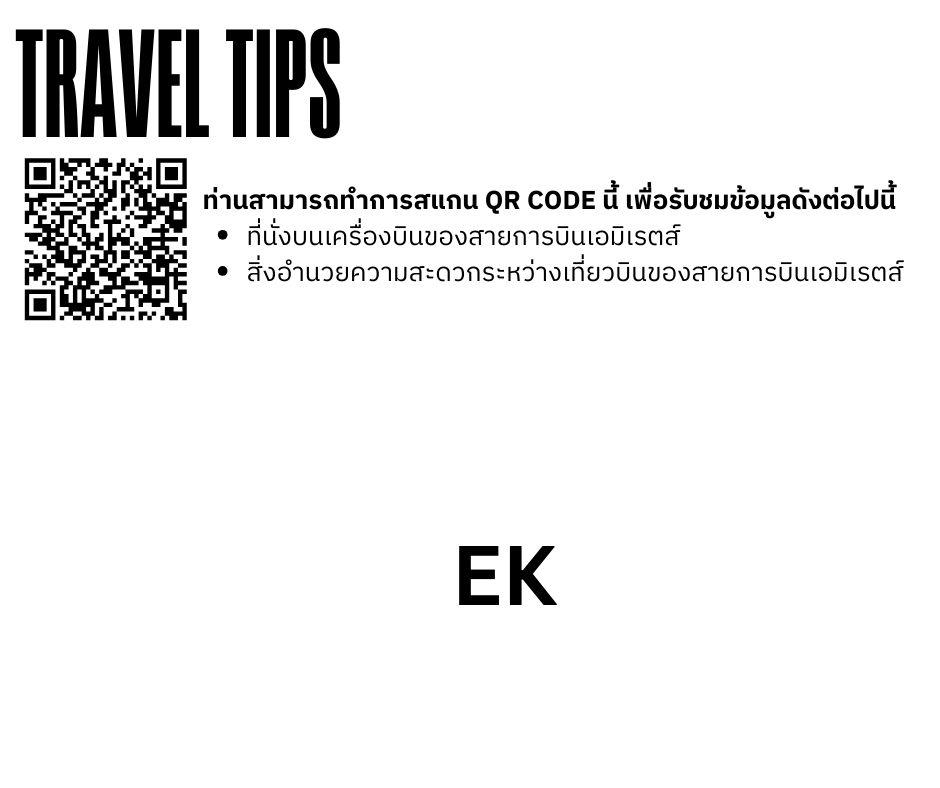 TRAVEL TIPS
ท่านสามารถทำการสแกน QR CODE นี้ เพื่อรับชมข้อมูลดังต่อไปนี้
• ที่นั่งบนเครื่องบินของสายการบินเอมิเรตส์
• สิ่งอำนวยความสะดวกระหว่างเที่ยวบินของสายการบินเอมิเรตส์
EK